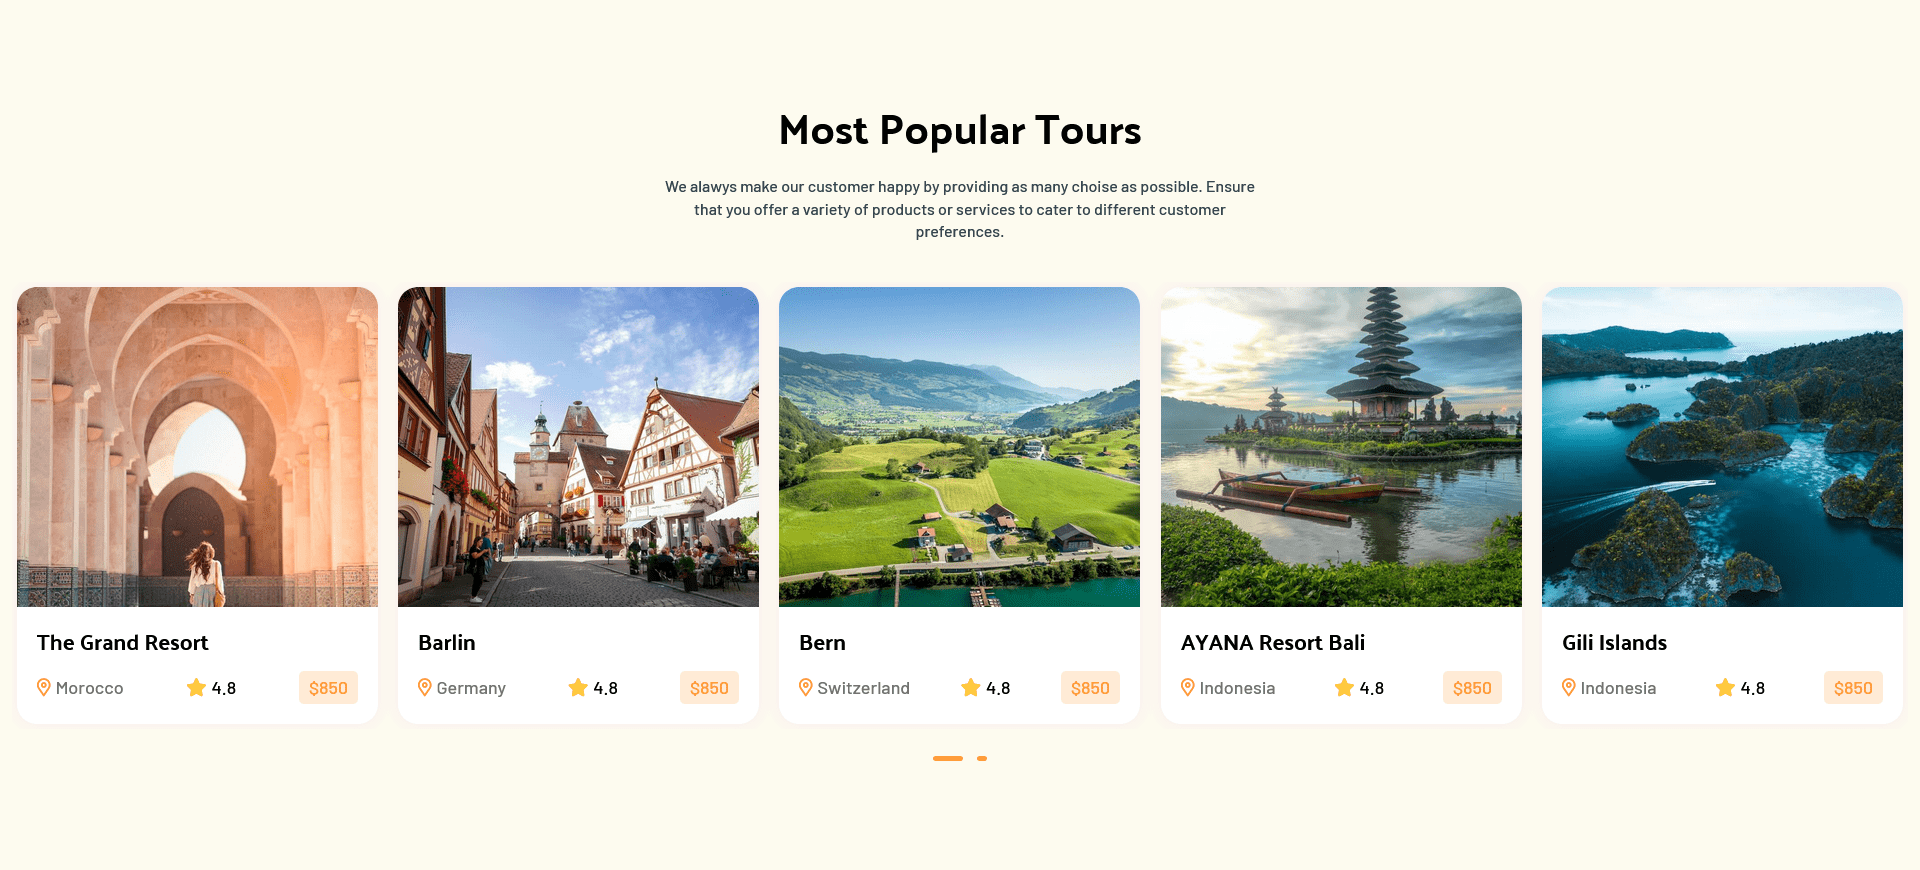 Most Popular Tours
We alawys make our customer happy by providing as many choise as possible. Ensure
that you offer a variety of products or services to cater to different customer
preferences.
The Grand Resort
Morocco 4.8 $850
Barlin
Germany 4.8 $850
Bern
Switzerland 4.8 $850
AYANA Resort Bali
Indonesia 4.8 $850
Gili Islands
Indonesia 4.8 $850